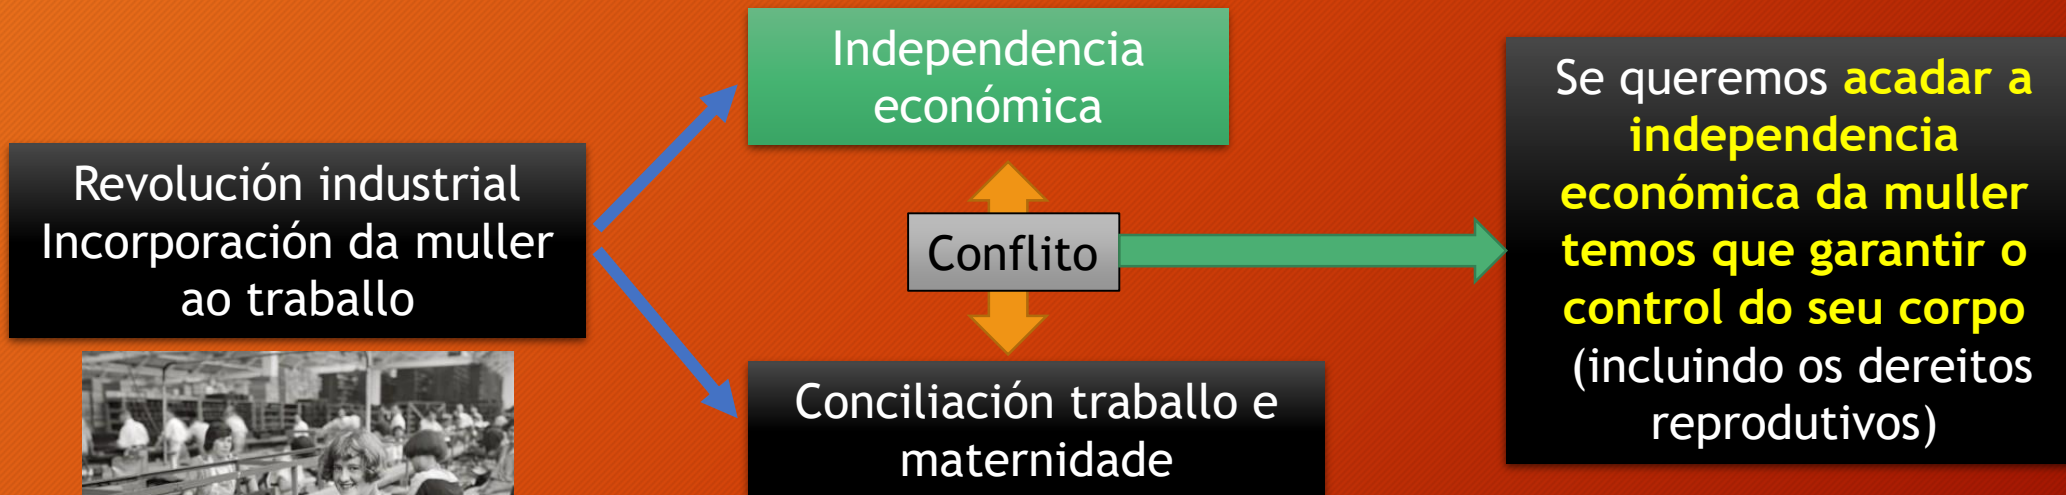 Revolución industrial
Incorporación da muller
ao traballo
Independencia
económica
Conflito
Conciliación traballo e
maternidade
Se queremos acadar a
independencia
económica da muller
temos que garantir o
control do seu corpo
(incluindo os dereitos
reprodutivos)